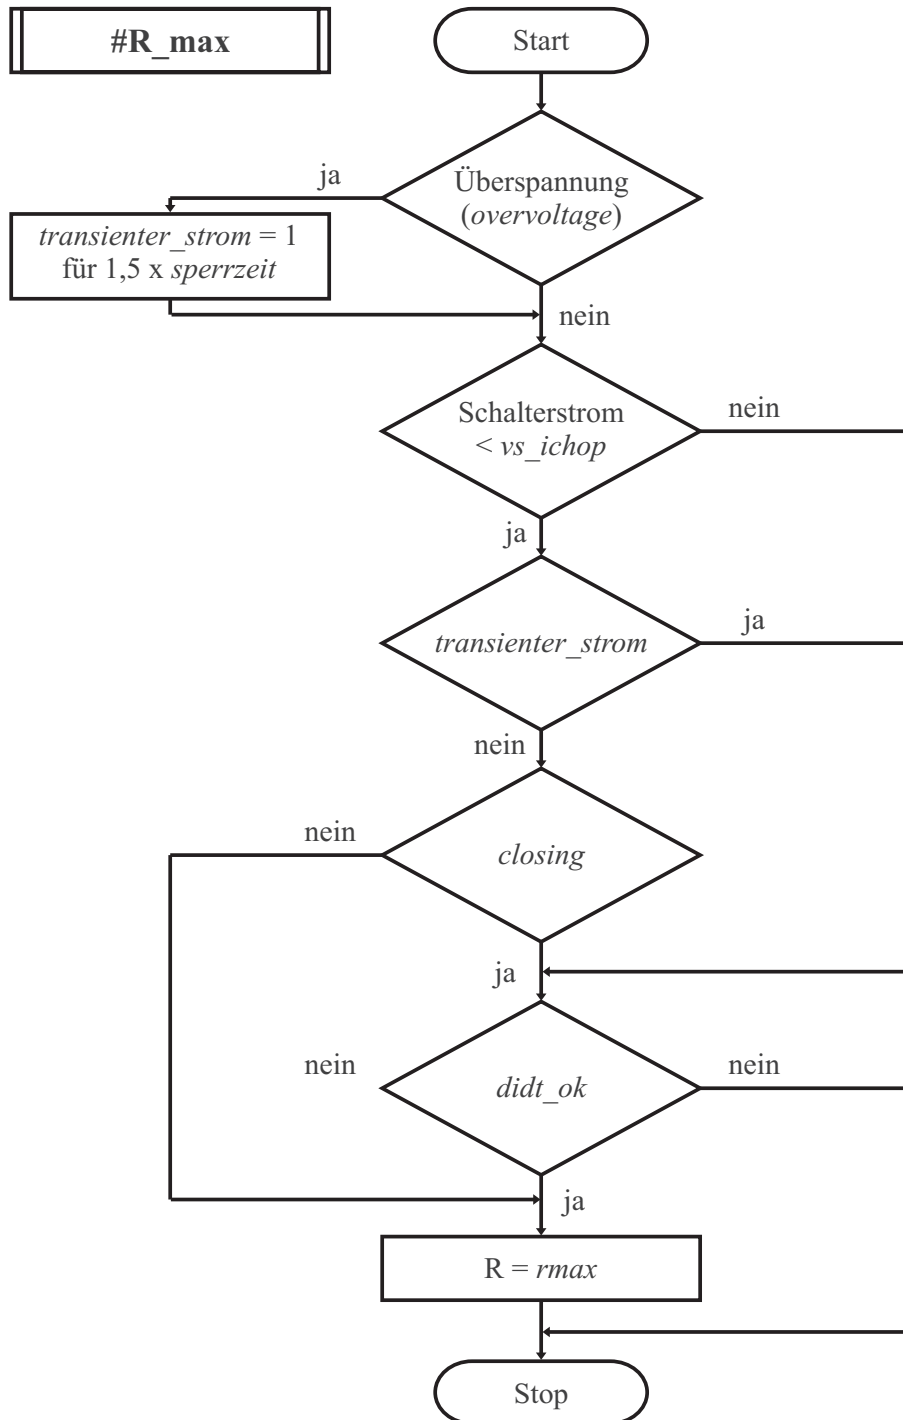 #R_max
Start
ja
Überspannung
(overvoltage)
transienter_strom = 1
für 1,5 x sperrzeit
nein
Schalterstrom
< vs_ichop
nein
ja
transienter_strom
ja
nein
nein
closing
ja
nein
didt_ok
nein
ja
R = rmax
Stop